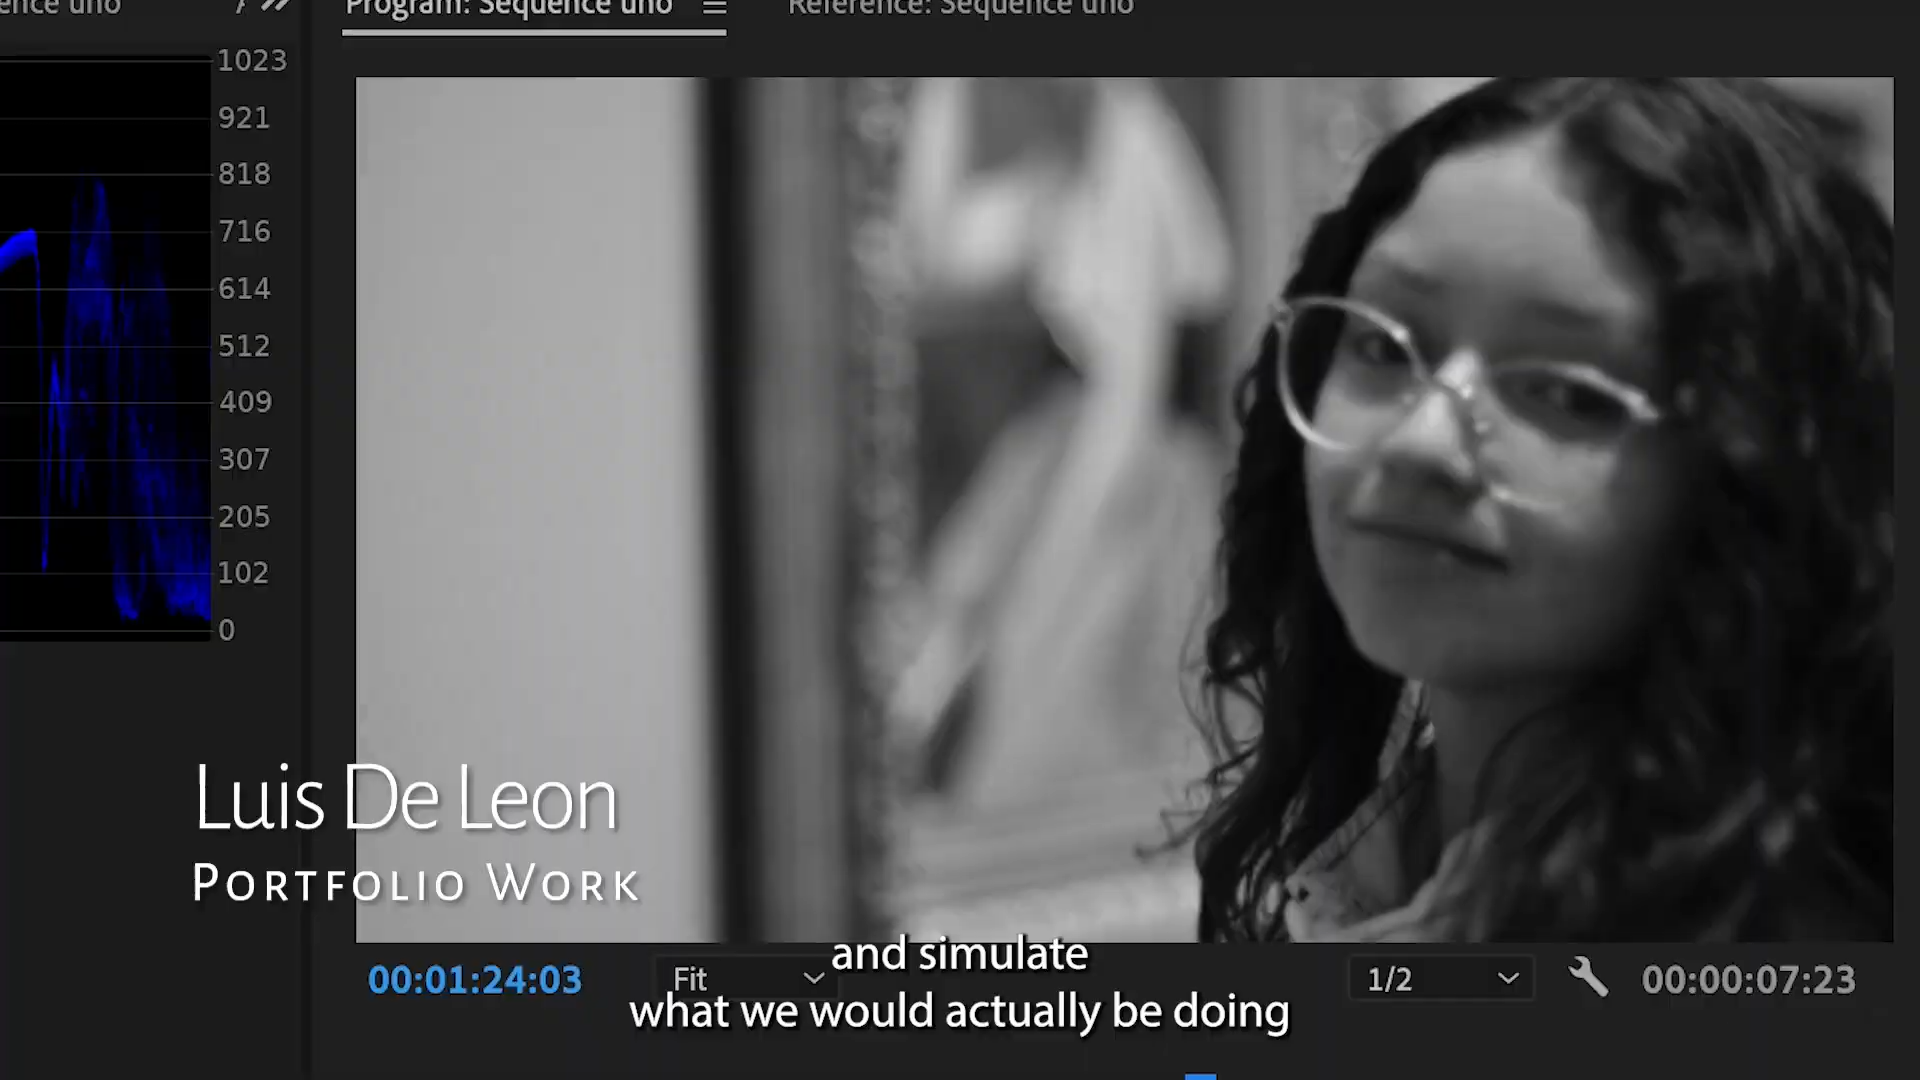 ence uno
Program: Sequence uno
Reference: Sequence uno
1023
921
818
716
614
512
409
307
205
102
0
Luis De Leon
Portfolio Work
00:01:24:03
Fit
1/2
00:00:07:23
and simulate
what we would actually be doing